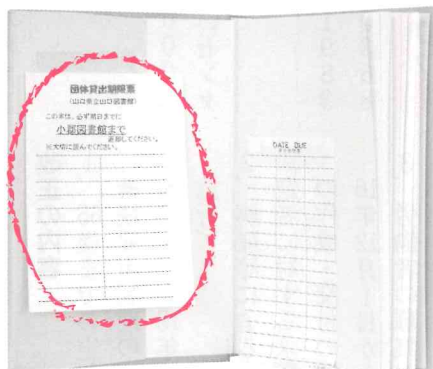 団体貸出期限票
(山口県立山口図書館)
この本は、必ず期日までに
小郡図書館まで
返却してください。
※大切に読んでください。
DATE DUE